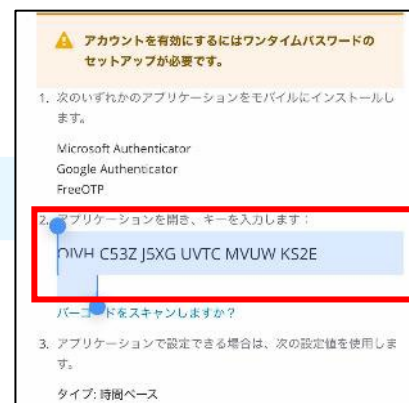 アカウントを有効にするにはワンタイムパスワードの
セットアップが必要です。
1. 次のいずれかのアプリケーションをモバイルにインストールし
ます。
Microsoft Authenticator
Google Authenticator
FreeOTP
2. アプリケーションを開き、キーを入力します：
OIVH C53Z J5XG UVTC MVUW KS2E
バーコードをスキャンしますか？
3. アプリケーションで設定できる場合は、次の設定値を使用しま
す。
タイプ: 時間ベース